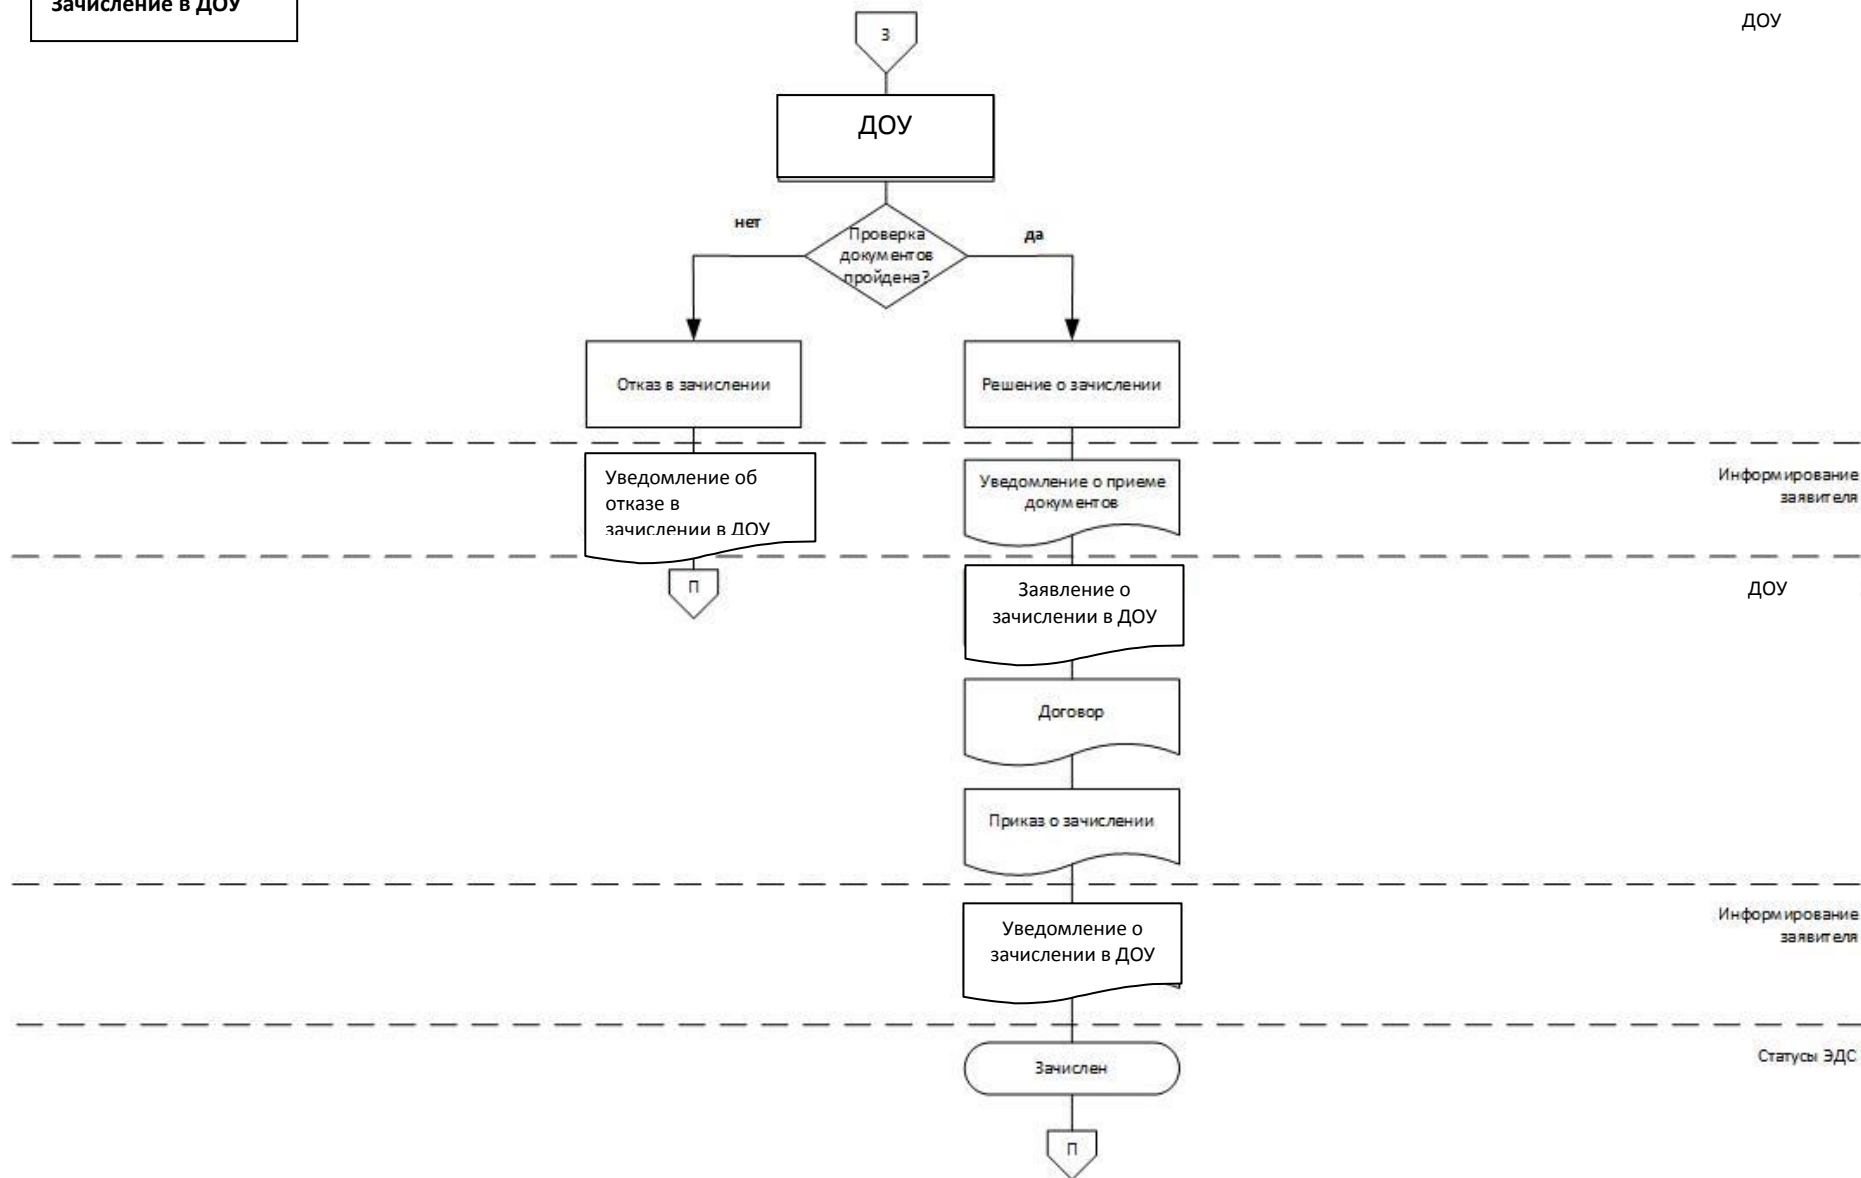 Зачисление в ДОУ
ДОУ
З
ДОУ
нет
да
Проверка
документов
пройдена?
Отказ в зачислении
Решение о зачислении
Уведомление об
отказе в
зачислении в ДОУ
Уведомление о приеме
документов
Информирование
заявителя
П
Заявление о
зачислении в ДОУ
ДОУ
Договор
Приказ о зачислении
Уведомление о
зачислении в ДОУ
Информирование
заявителя
Зачислен
Статусы ЭДС
П